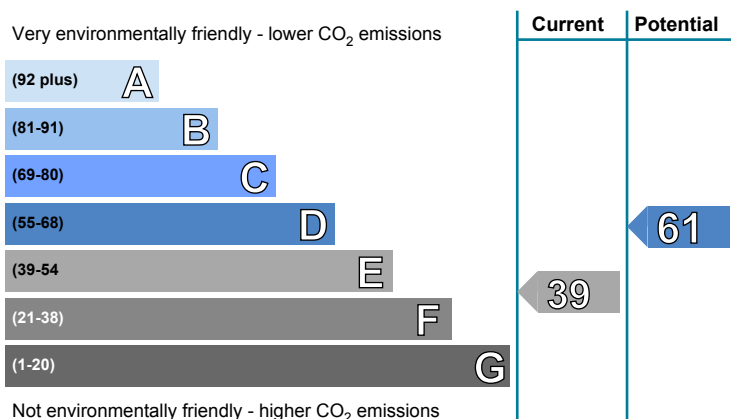 Very environmentally friendly - lower CO2 emissions
Current
Potential
(92 plus) A
(81-91) B
(69-80) C
(55-68) D
61
(39-54 E
39
(21-38) F
(1-20) G
Not environmentally friendly - higher CO2 emissions